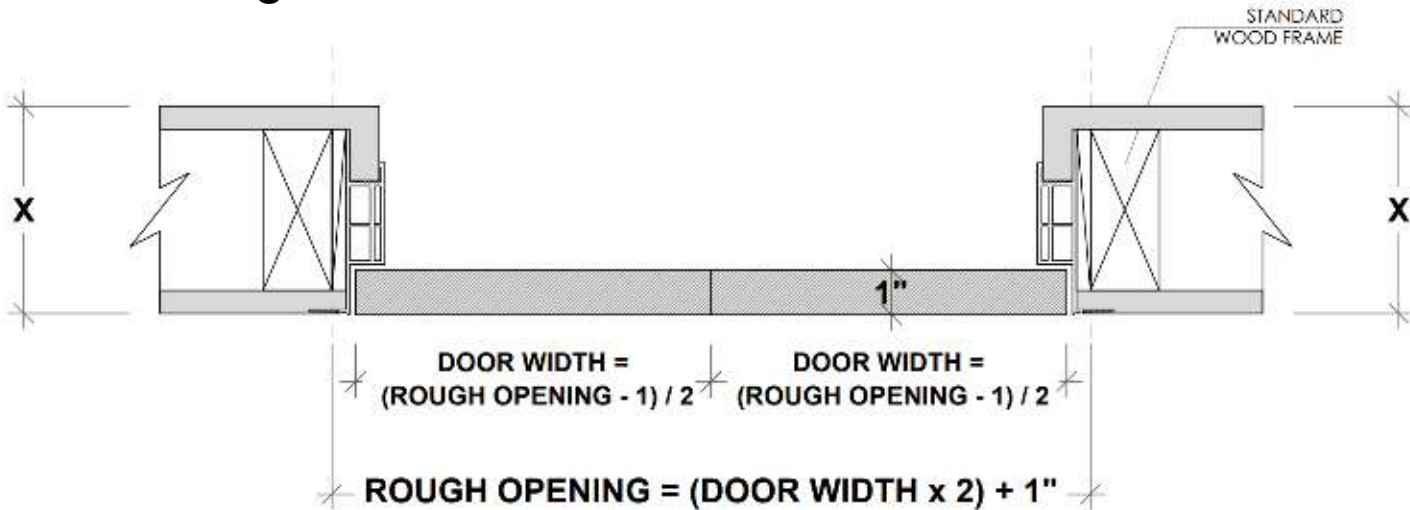 STANDARD
WOOD FRAME
X
X
1"
DOOR WIDTH =
(ROUGH OPENING - 1) / 2
DOOR WIDTH =
(ROUGH OPENING - 1) / 2
ROUGH OPENING = (DOOR WIDTH x 2) + 1"